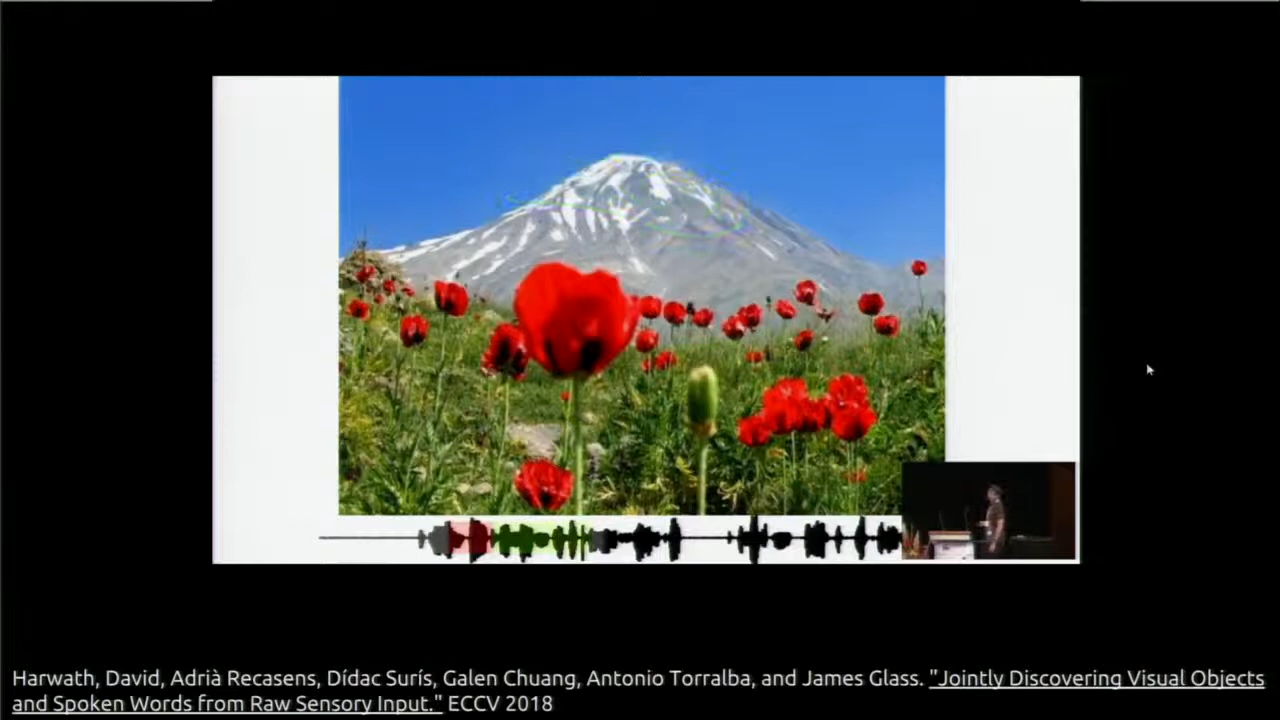 Harwath, David, Adrià Recasens, Dídac Surís, Galen Chuang, Antonio Torralba, and James Glass. "Jointly Discovering Visual Objects
and Spoken Words from Raw Sensory Input." ECCV 2018